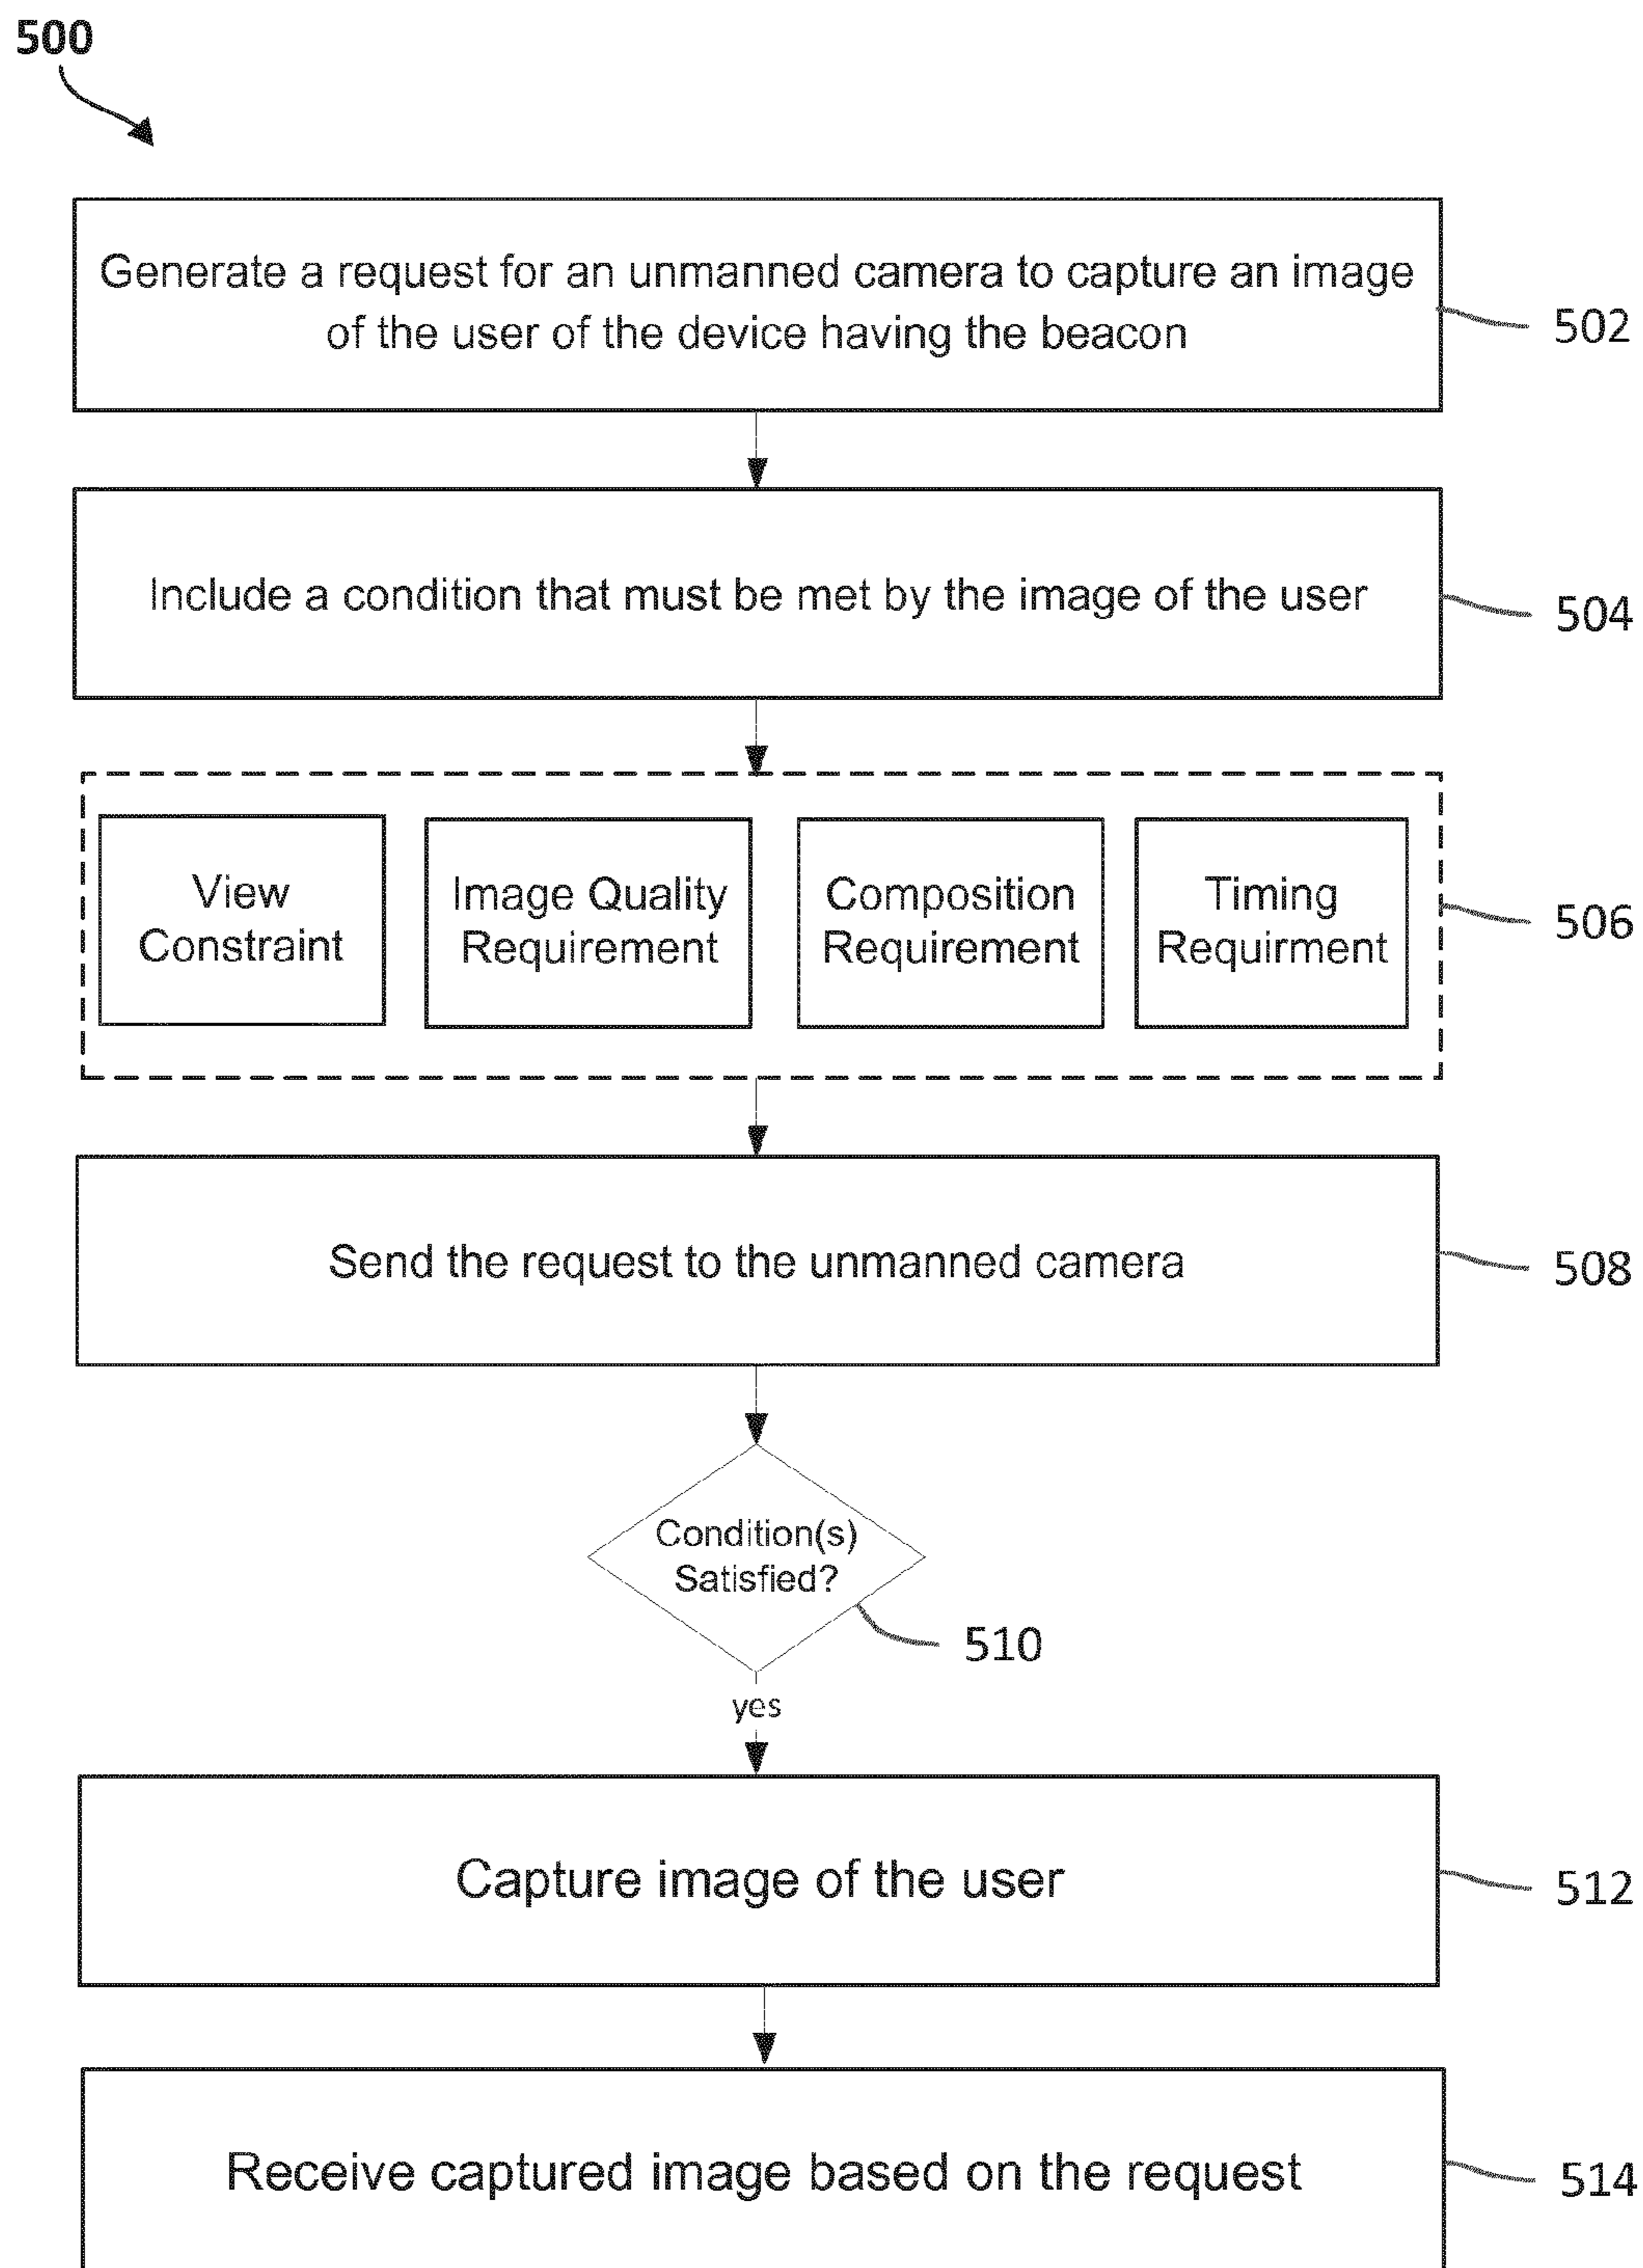 500
Generate a request for an unmanned camera to capture an image
of the user of the device having the beacon
502
Include a condition that must be met by the image of the user
504
View
Constraint
Image Quality
Requirement
Composition
Requirement
Timing
Requirment
506
Send the request to the unmanned camera
508
Condition(s)
Satisfied?
510
yes
Capture image of the user
512
Receive captured image based on the request
514